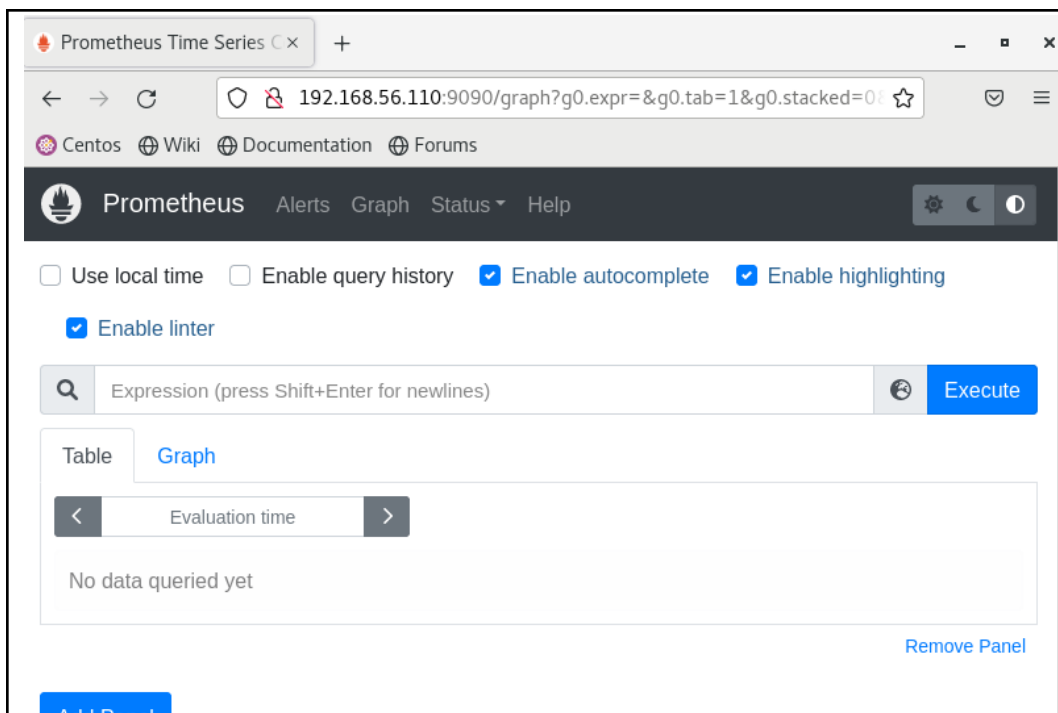 Prometheus Time Series C
192.168.56.110:9090/graph?g0.expr=&g0.tab=1&g0.stacked=0
Centos Wiki Documentation Forums
Prometheus Alerts Graph Status Help
Use local time Enable query history Enable autocomplete Enable highlighting
Enable linter
Expression (press Shift+Enter for newlines) Execute
Table Graph
Evaluation time
No data queried yet
Remove Panel